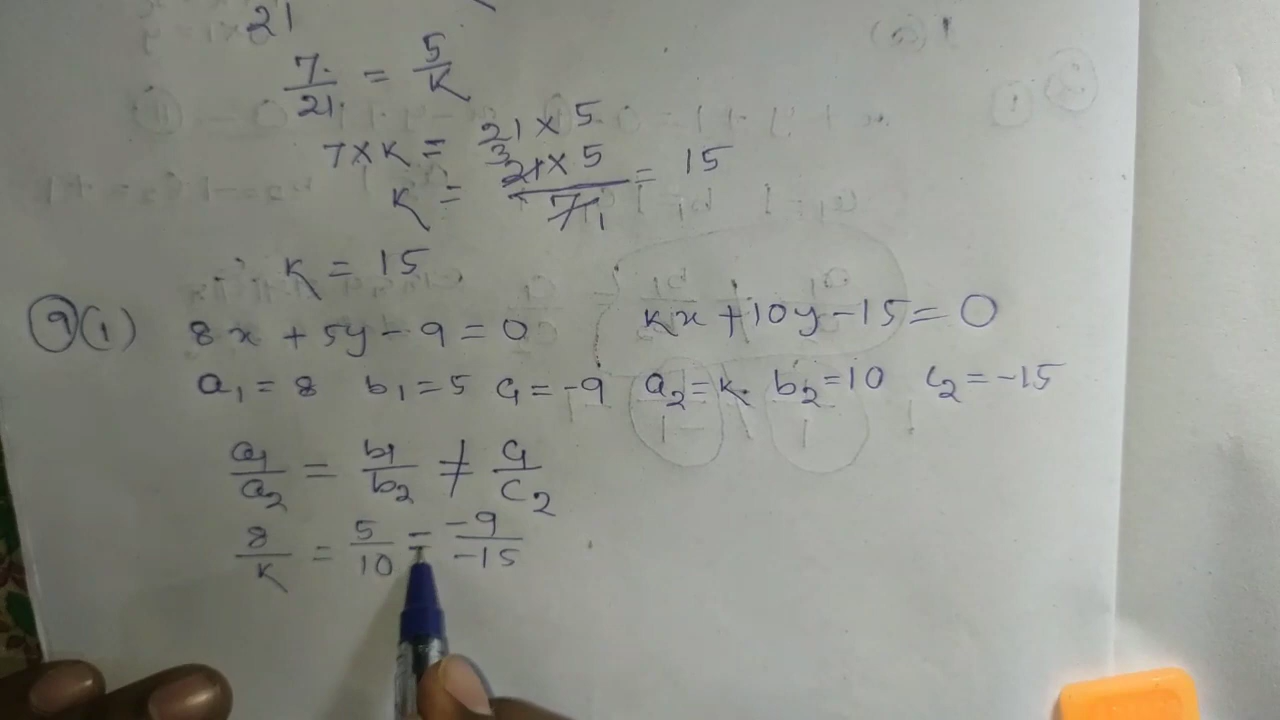 21
7/21 = 5/K
7 × K = 21 × 5
K = 21 × 5 / 7 = 15
3 1
K = 15
9 (1) 8x + 5y - 9 = 0 Kx + 10y - 15 = 0
a1 = 8 b1 = 5 c1 = -9 a2 = K b2 = 10 c2 = -15
a1/a2 = b1/b2 ≠ c1/c2
8/K = 5/10 = -9/-15